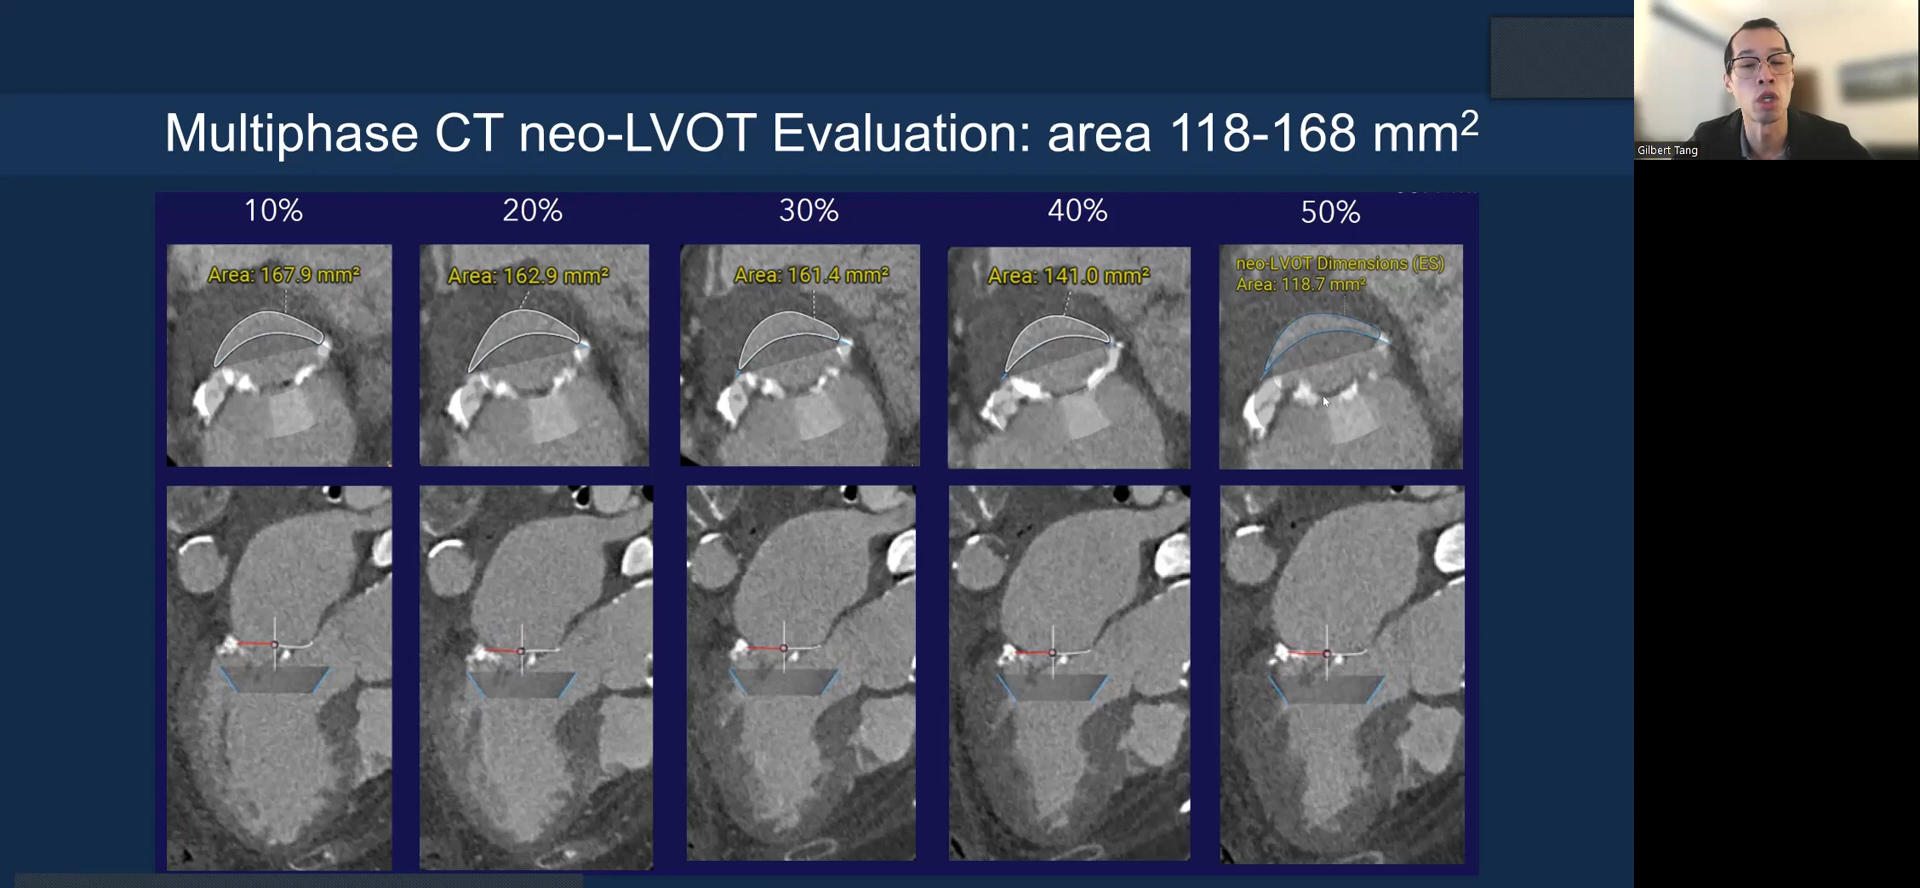 Multiphase CT neo-LVOT Evaluation: area 118-168 mm²
Gilbert Tang
10% 20% 30% 40% 50%
Area: 167.9 mm²
Area: 162.9 mm²
Area: 161.4 mm²
Area: 141.0 mm²
neo-LVOT Dimensions (ES)
Area: 118.7 mm²